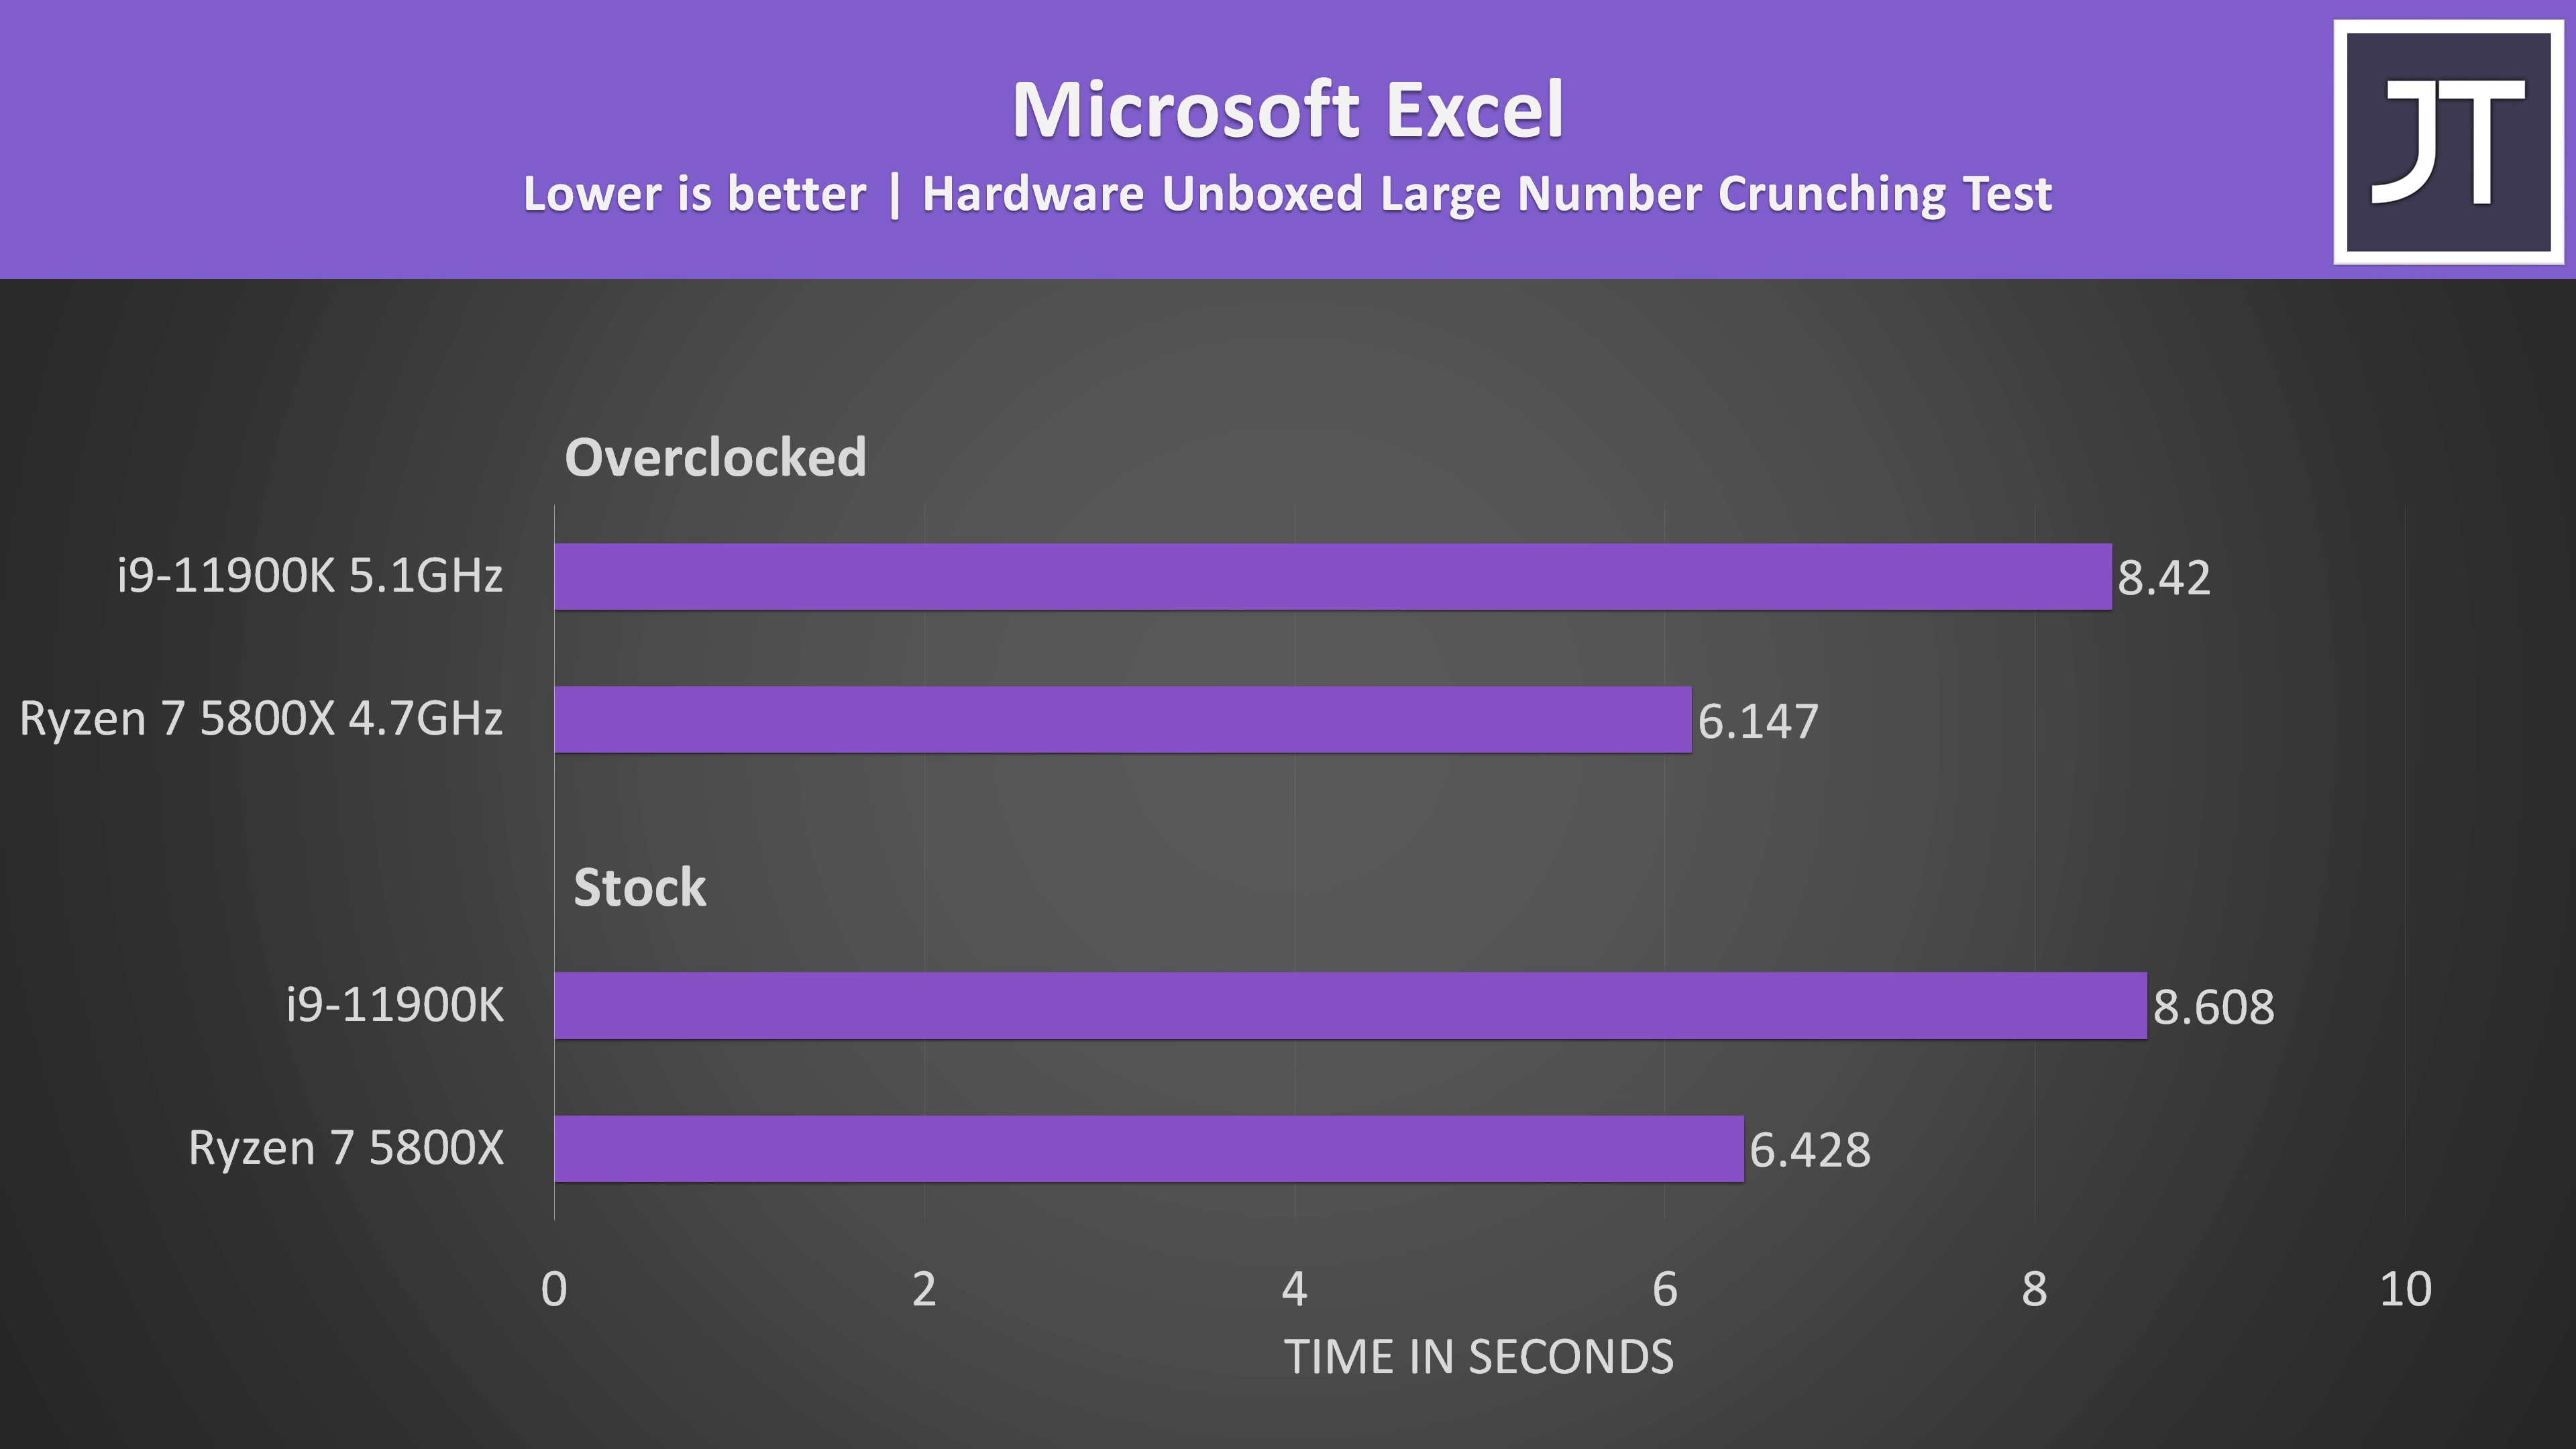 Microsoft Excel
Lower is better | Hardware Unboxed Large Number Crunching Test
JT
Overclocked
i9-11900K 5.1GHz 8.42
Ryzen 7 5800X 4.7GHz 6.147
Stock
i9-11900K 8.608
Ryzen 7 5800X 6.428
0 2 4 6 8 10
TIME IN SECONDS